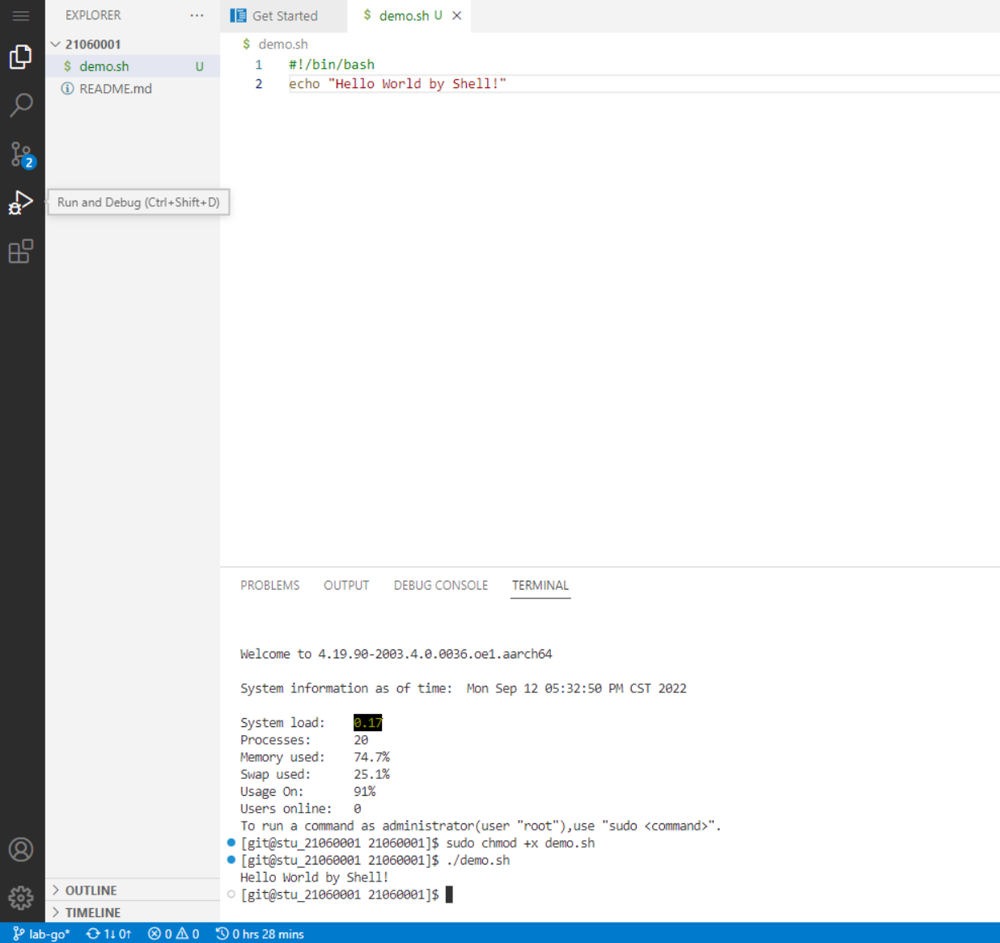 EXPLORER ···
Get Started
$ demo.sh U ×
21060001
$ demo.sh U
README.md
$ demo.sh
1 #!/bin/bash
2 echo "Hello World by Shell!"
2
Run and Debug (Ctrl+Shift+D)
PROBLEMS OUTPUT DEBUG CONSOLE TERMINAL
Welcome to 4.19.90-2003.4.0.0036.oe1.aarch64
System information as of time: Mon Sep 12 05:32:50 PM CST 2022
System load: 0.17
Processes: 20
Memory used: 74.7%
Swap used: 25.1%
Usage On: 91%
Users online: 0
To run a command as administrator(user "root"),use "sudo <command>".
[git@stu_21060001 21060001]$ sudo chmod +x demo.sh
[git@stu_21060001 21060001]$ ./demo.sh
Hello World by Shell!
[git@stu_21060001 21060001]$
OUTLINE
TIMELINE
lab-go* 1↓ 0↑ 0 0 0 hrs 28 mins